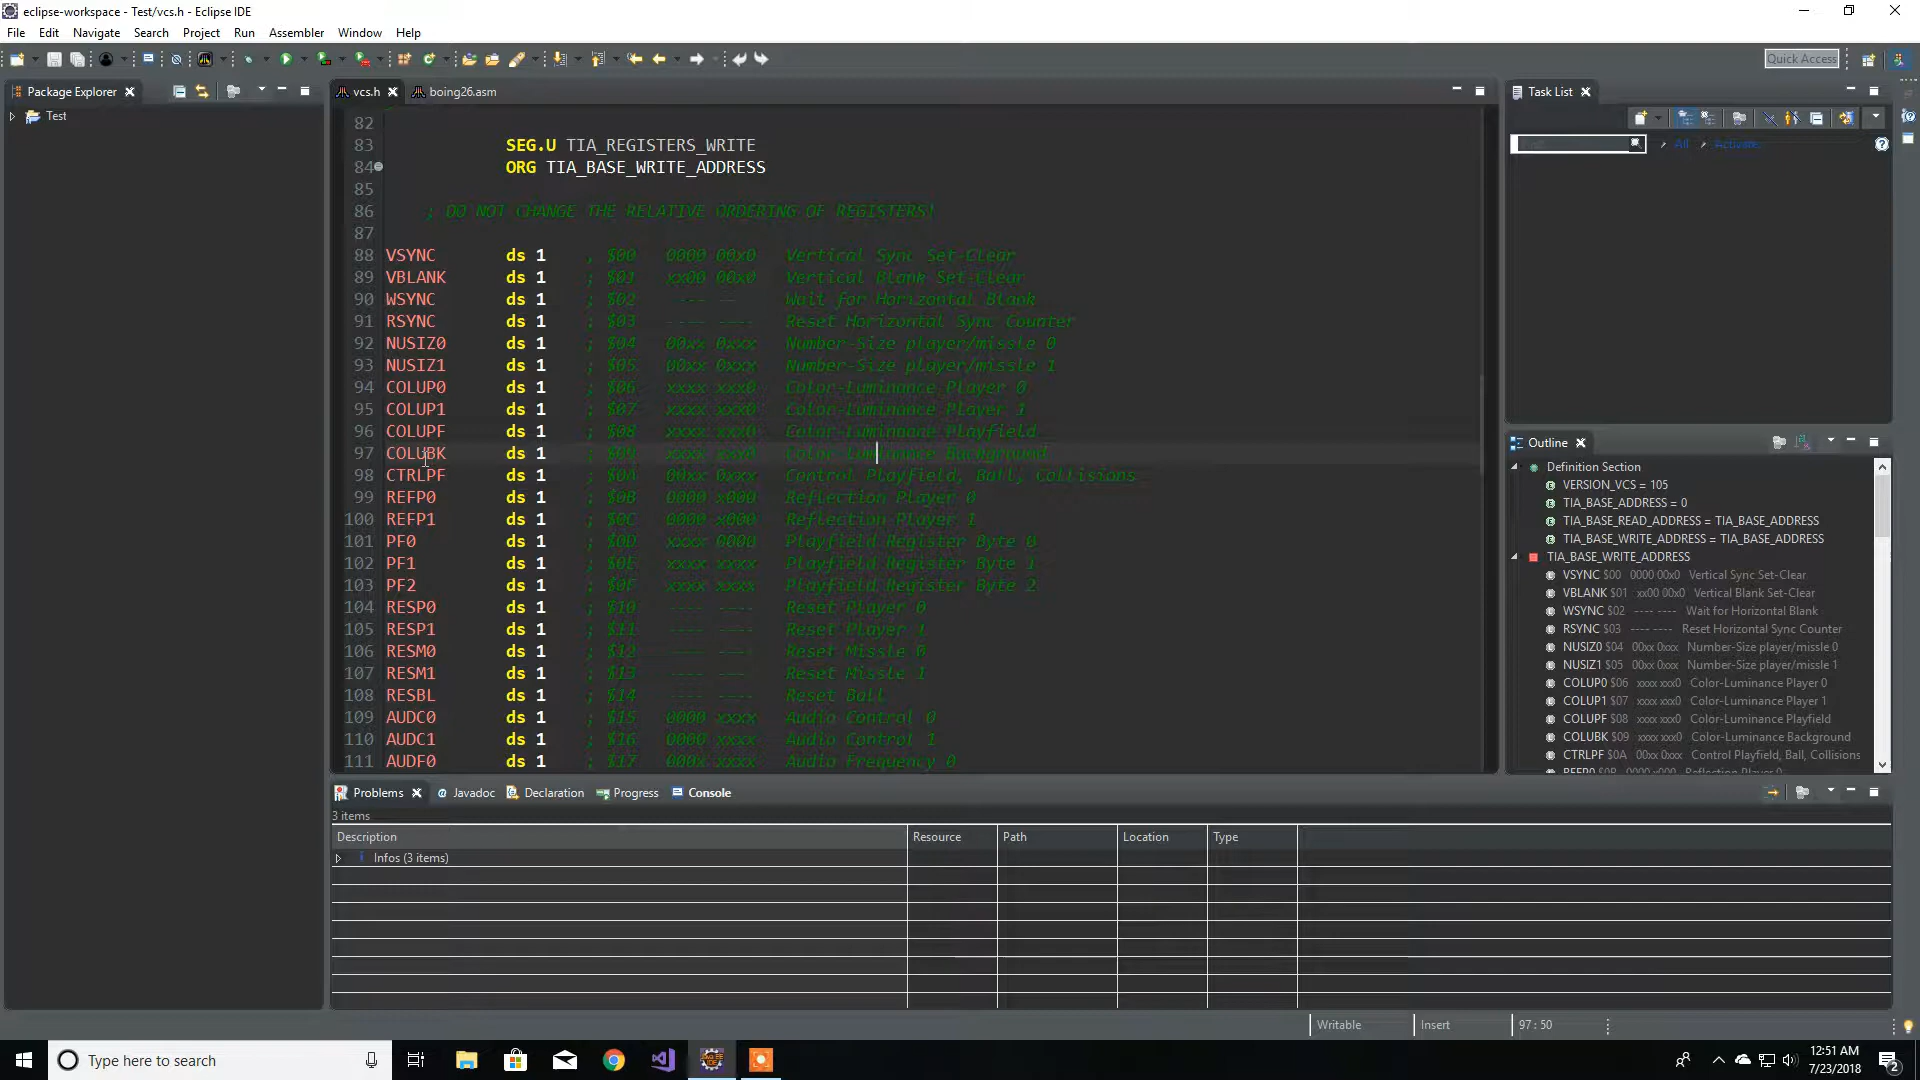 eclipse-workspace - Test/vcs.h - Eclipse IDE
File Edit Navigate Search Project Run Assembler Window Help
Quick Access
Package Explorer
Test
vcs.h
boing26.asm
82
83 SEG.U TIA_REGISTERS_WRITE
84 ORG TIA_BASE_WRITE_ADDRESS
85
86 ; DO NOT CHANGE THE RELATIVE ORDERING OF REGISTERS!
87
88 VSYNC ds 1 ; $00 0000 00x0 Vertical Sync Set-Clear
89 VBLANK ds 1 ; $01 xx00 00x0 Vertical Blank Set-Clear
90 WSYNC ds 1 ; $02 ---- ---- Wait for Horizontal Blank
91 RSYNC ds 1 ; $03 ---- ---- Reset Horizontal Sync Counter
92 NUSIZ0 ds 1 ; $04 00xx 0xxx Number-Size player/missle 0
93 NUSIZ1 ds 1 ; $05 00xx 0xxx Number-Size player/missle 1
94 COLUP0 ds 1 ; $06 xxxx xxx0 Color-Luminance Player 0
95 COLUP1 ds 1 ; $07 xxxx xxx0 Color-Luminance Player 1
96 COLUPF ds 1 ; $08 xxxx xxx0 Color-Luminance Playfield
97 COLUBK ds 1 ; $09 xxxx xxx0 Color-Luminance Background
98 CTRLPF ds 1 ; $0A 00xx 0xxx Control Playfield, Ball, Collisions
99 REFP0 ds 1 ; $0B 0000 x000 Reflection Player 0
100 REFP1 ds 1 ; $0C 0000 x000 Reflection Player 1
101 PF0 ds 1 ; $0D xxxx 0000 Playfield Register Byte 0
102 PF1 ds 1 ; $0E xxxx xxxx Playfield Register Byte 1
103 PF2 ds 1 ; $0F xxxx xxxx Playfield Register Byte 2
104 RESP0 ds 1 ; $10 ---- ---- Reset Player 0
105 RESP1 ds 1 ; $11 ---- ---- Reset Player 1
106 RESM0 ds 1 ; $12 ---- ---- Reset Missle 0
107 RESM1 ds 1 ; $13 ---- ---- Reset Missle 1
108 RESBL ds 1 ; $14 ---- ---- Reset Ball
109 AUDC0 ds 1 ; $15 0000 xxxx Audio Control 0
110 AUDC1 ds 1 ; $16 0000 xxxx Audio Control 1
111 AUDF0 ds 1 ; $17 000x xxxx Audio Frequency 0
Task List
All
Activate...
Outline
Definition Section
VERSION_VCS = 105
TIA_BASE_ADDRESS = 0
TIA_BASE_READ_ADDRESS = TIA_BASE_ADDRESS
TIA_BASE_WRITE_ADDRESS = TIA_BASE_ADDRESS
TIA_BASE_WRITE_ADDRESS
VSYNC $00 0000 00x0 Vertical Sync Set-Clear
VBLANK $01 xx00 00x0 Vertical Blank Set-Clear
WSYNC $02 ---- ---- Wait for Horizontal Blank
RSYNC $03 ---- ---- Reset Horizontal Sync Counter
NUSIZ0 $04 00xx 0xxx Number-Size player/missle 0
NUSIZ1 $05 00xx 0xxx Number-Size player/missle 1
COLUP0 $06 xxxx xxx0 Color-Luminance Player 0
COLUP1 $07 xxxx xxx0 Color-Luminance Player 1
COLUPF $08 xxxx xxx0 Color-Luminance Playfield
COLUBK $09 xxxx xxx0 Color-Luminance Background
CTRLPF $0A 00xx 0xxx Control Playfield, Ball, Collisions
REFP0 $0B 0000 x000 Reflection Player 0
Problems @ Javadoc Declaration Progress Console
3 items
Description Resource Path Location Type
Infos (3 items)
Writable Insert 97 : 50
Type here to search
12:51 AM
7/23/2018
2